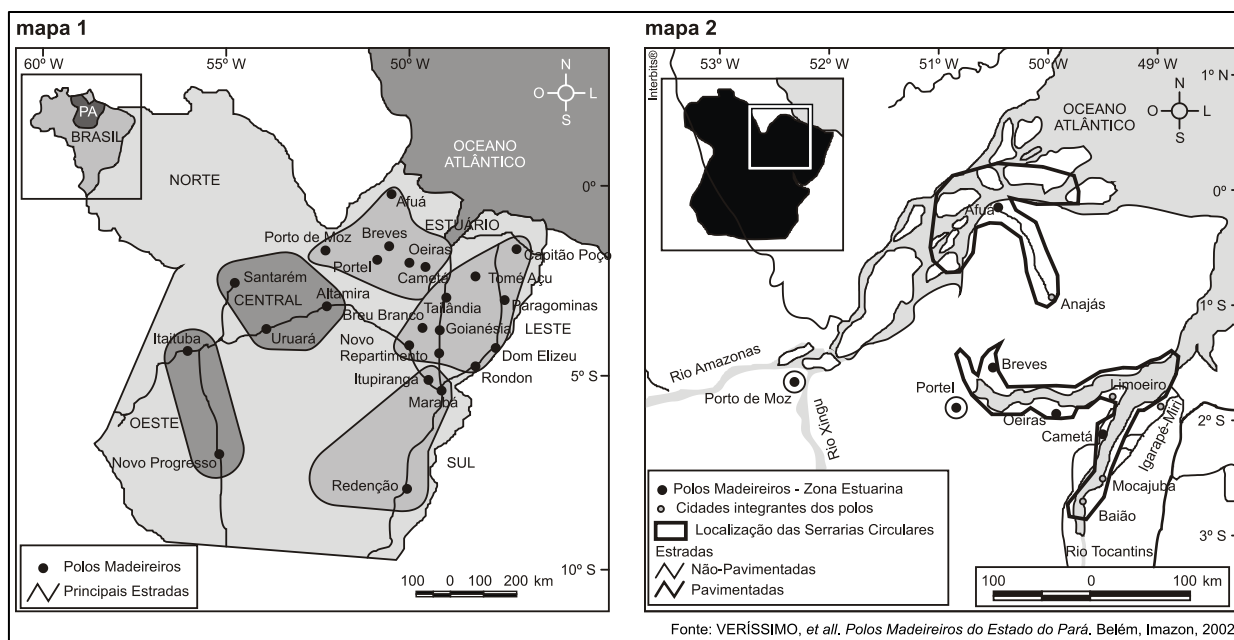 mapa 1
60° W
55° W
50° W
N
O
L
S
PA
BRASIL
OCEANO
ATLÂNTICO
NORTE
0°
Afuá
ESTUÁRIO
Porto de Moz
Breves
Oeiras
Capitão Poço
Portel
Cametá
Tomé Açu
Santarém
CENTRAL
Altamira
Tailândia
Paragominas
Breu Branco
Goianésia
LESTE
Itaituba
Uruará
Novo
Repartimento
Dom Elizeu
Itupiranga
Rondon
5° S
Marabá
OESTE
Novo Progresso
SUL
Redenção
Polos Madeireiros
Principais Estradas
100 0 100 200 km
10° S
mapa 2
Interbits®
53° W
52° W
51° W
50° W
49° W
1° N
N
O
L
S
OCEANO
ATLÂNTICO
0°
Afuá
Anajás
1° S
Rio Amazonas
Porto de Moz
Rio Xingu
Breves
Portel
Limoeiro
Oeiras
2° S
Cametá
Igarapé-Miri
Mocajuba
Baião
3° S
Rio Tocantins
Polos Madeireiros - Zona Estuarina
Cidades integrantes dos polos
Localização das Serrarias Circulares
Estradas
Não-Pavimentadas
Pavimentadas
100 0 100 km
Fonte: VERÍSSIMO, et all. Polos Madeireiros do Estado do Pará. Belém, Imazon, 2002